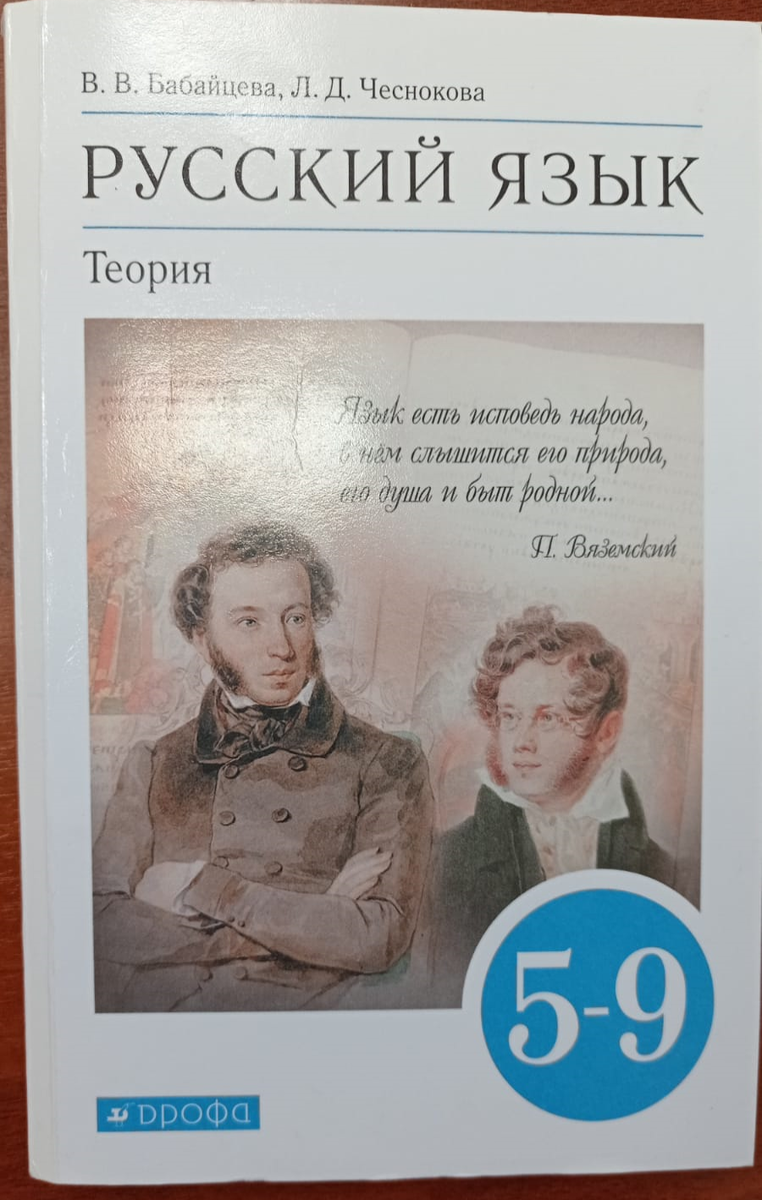 В. В. Бабайцева, Л. Д. Чеснокова
РУССКИЙ ЯЗЫК
Теория
Язык есть исповедь народа,
в нем слышится его природа,
его душа и быт родной...
П. Вяземский
5-9
ДРОФА